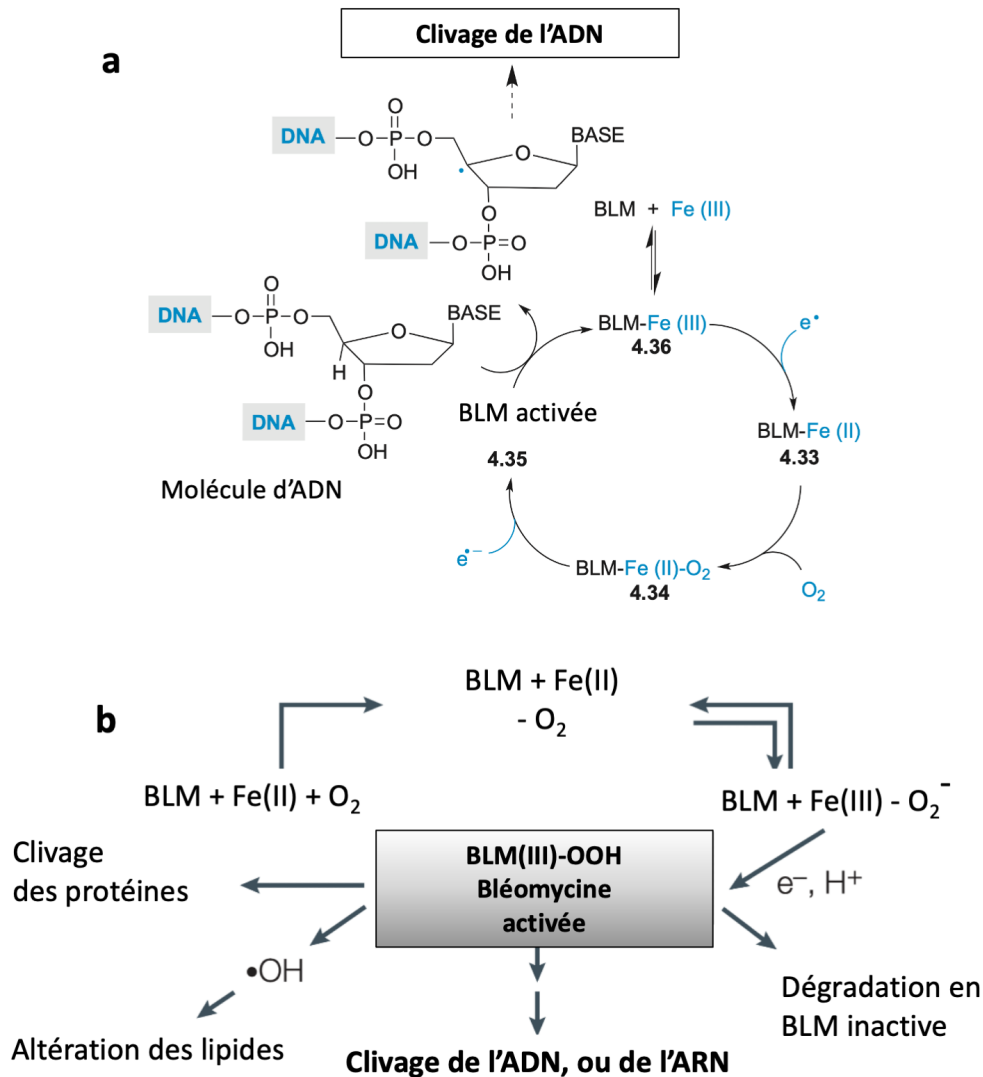 a
Clivage de l’ADN
O
DNA
O
P
O
OH
O
BASE
O
DNA
O
P
O
OH
BLM + Fe (III)
O
DNA
O
P
O
OH
O
BASE
H
O
DNA
O
P
O
OH
Molécule d’ADN
BLM-Fe (III)
4.36
e•
BLM activée
4.35
BLM-Fe (II)
4.33
e•−
BLM-Fe (II)-O₂
4.34
O₂
b
BLM + Fe(II)
- O₂
BLM + Fe(II) + O₂
BLM + Fe(III) - O₂⁻
Clivage
des protéines
BLM(III)-OOH
Bléomycine
activée
e⁻, H⁺
•OH
Altération des lipides
Dégradation en
BLM inactive
Clivage de l’ADN, ou de l’ARN